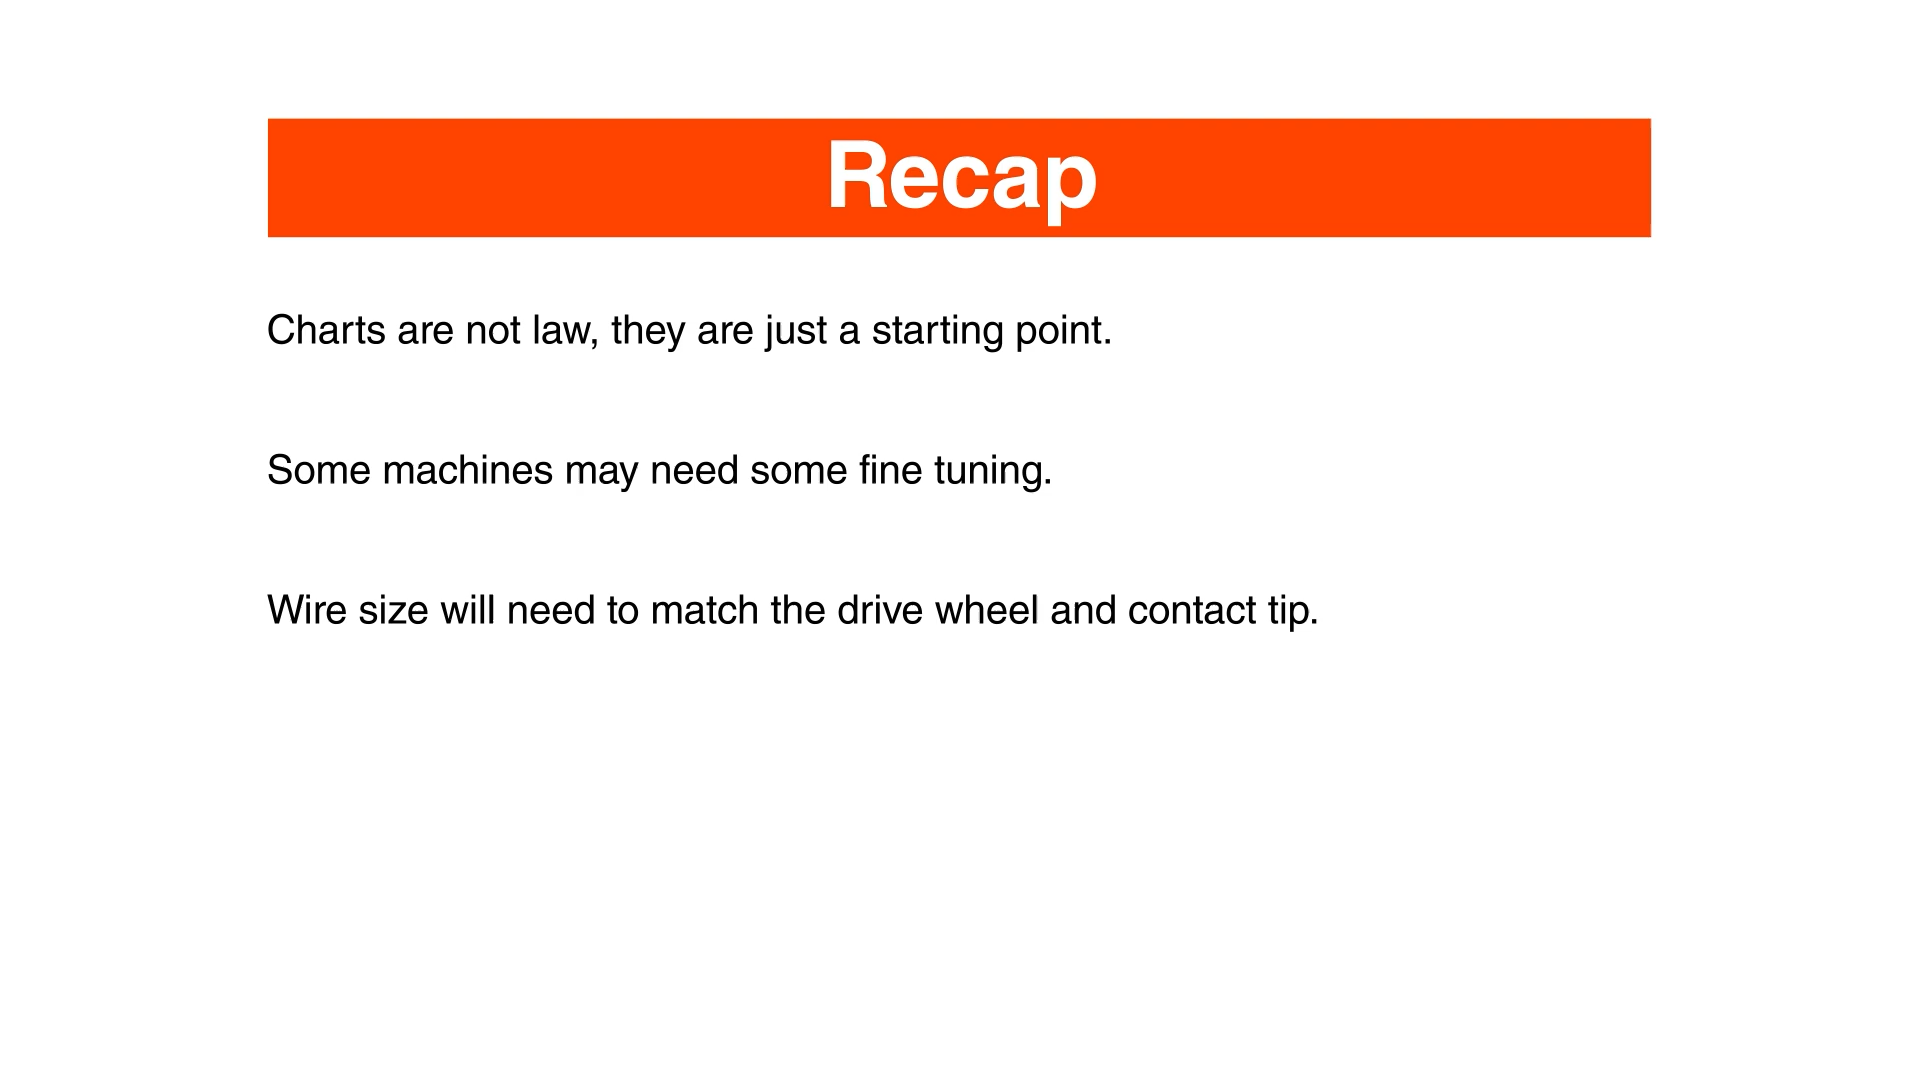 Recap
Charts are not law, they are just a starting point.
Some machines may need some fine tuning.
Wire size will need to match the drive wheel and contact tip.